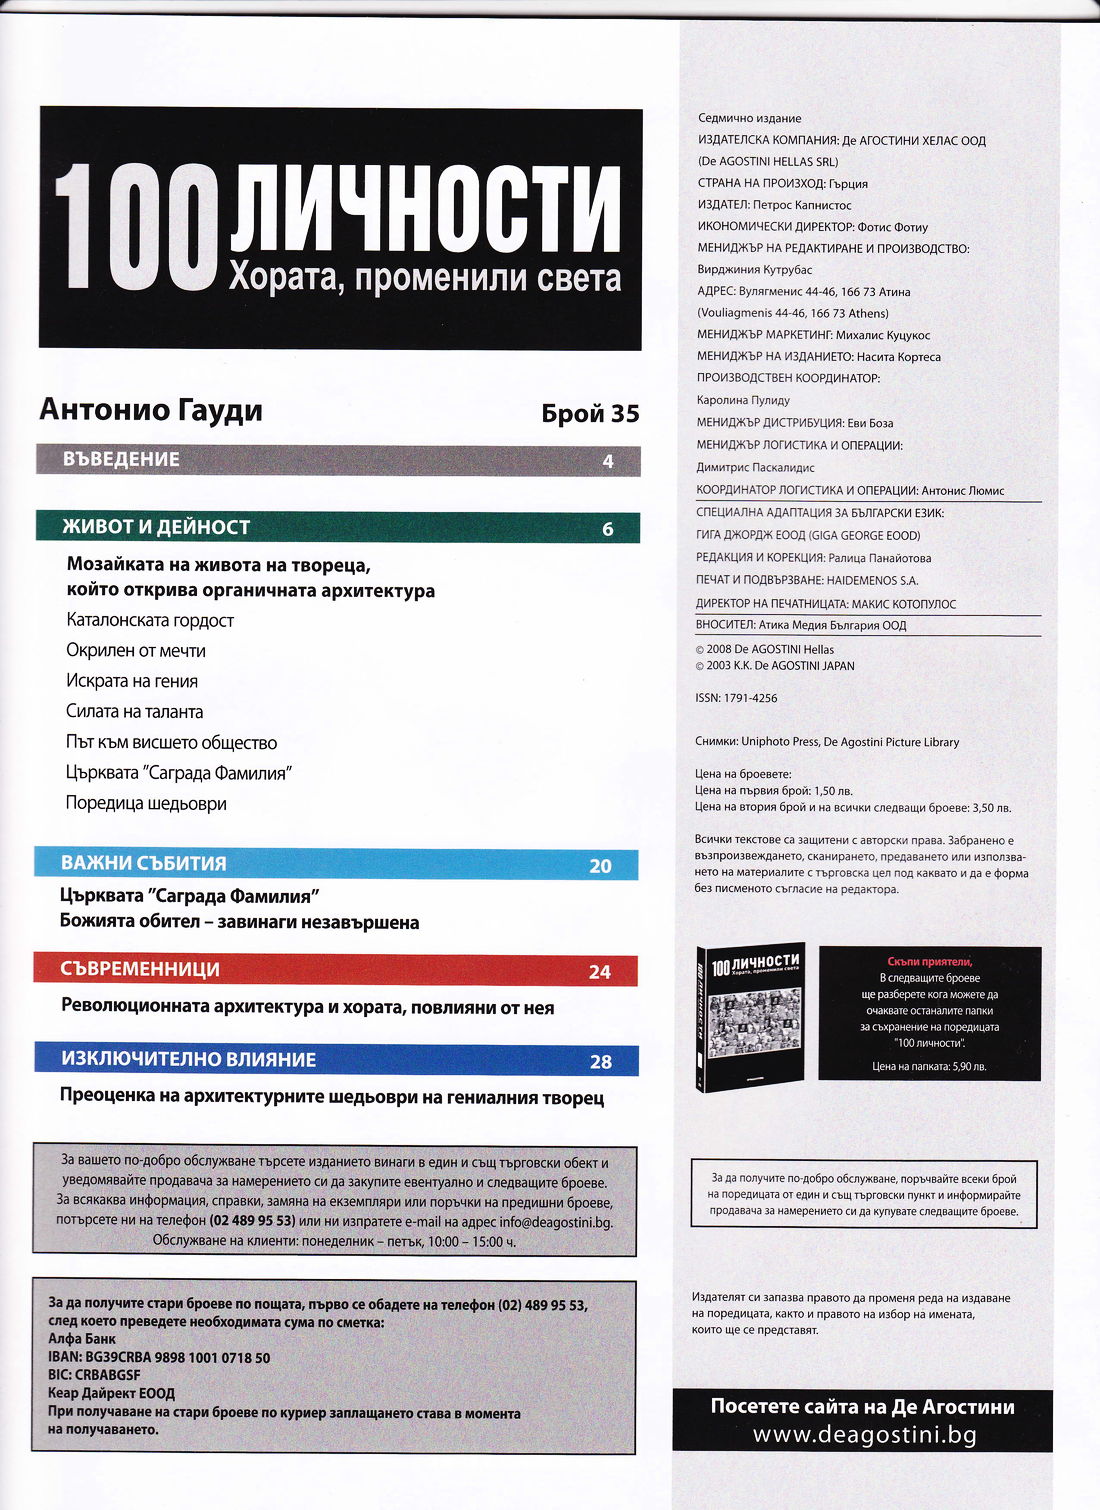 100 ЛИЧНОСТИ
Хората, променили света
Антонио Гауди
Брой 35
ВЪВЕДЕНИЕ 4
ЖИВОТ И ДЕЙНОСТ 6
Мозайката на живота на твореца,
който открива органичната архитектура
Каталонската гордост
Окрилен от мечти
Искрата на гения
Силата на таланта
Път към висшето общество
Църквата "Саграда Фамилия"
Поредица шедьоври
ВАЖНИ СЪБИТИЯ 20
Църквата "Саграда Фамилия"
Божията обител – завинаги незавършена
СЪВРЕМЕННИЦИ 24
Революционната архитектура и хората, повлияни от нея
ИЗКЛЮЧИТЕЛНО ВЛИЯНИЕ 28
Преоценка на архитектурните шедьоври на гениалния творец
За вашето по-добро обслужване търсете изданието винаги в един и същ търговски обект и
уведомявайте продавача за намерението си да закупите евентуално и следващите броеве.
За всякаква информация, справки, замяна на екземпляри или поръчки на предишни броеве,
потърсете ни на телефон (02 489 95 53) или ни изпратете e-mail на адрес info@deagostini.bg.
Обслужване на клиенти: понеделник – петък, 10:00 – 15:00 ч.
За да получите стари броеве по пощата, първо се обадете на телефон (02) 489 95 53,
след което преведете необходимата сума по сметка:
Алфа Банк
IBAN: BG39CRBA 9898 1001 0718 50
BIC: CRBABGSF
Кеар Дайрект ЕООД
При получаване на стари броеве по куриер заплащането става в момента
на получаването.
Седмично издание
ИЗДАТЕЛСКА КОМПАНИЯ: Де АГОСТИНИ ХЕЛАС ООД
(De AGOSTINI HELLAS SRL)
СТРАНА НА ПРОИЗХОД: Гърция
ИЗДАТЕЛ: Петрос Капнистос
ИКОНОМИЧЕСКИ ДИРЕКТОР: Фотис Фотиу
МЕНИДЖЪР НА РЕДАКТИРАНЕ И ПРОИЗВОДСТВО:
Вирджиния Кутрубас
АДРЕС: Вулягменис 44-46, 166 73 Атина
(Vouliagmenis 44-46, 166 73 Athens)
МЕНИДЖЪР МАРКЕТИНГ: Михалис Куцукос
МЕНИДЖЪР НА ИЗДАНИЕТО: Насита Кортеса
ПРОИЗВОДСТВЕН КООРДИНАТОР:
Каролина Пулиду
МЕНИДЖЪР ДИСТРИБУЦИЯ: Еви Боза
МЕНИДЖЪР ЛОГИСТИКА И ОПЕРАЦИИ:
Димитрис Паскалидис
КООРДИНАТОР ЛОГИСТИКА И ОПЕРАЦИИ: Антонис Люмис
СПЕЦИАЛНА АДАПТАЦИЯ ЗА БЪЛГАРСКИ ЕЗИК:
ГИГА ДЖОРДЖ ЕООД (GIGA GEORGE EOOD)
РЕДАКЦИЯ И КОРЕКЦИЯ: Ралица Панайотова
ПЕЧАТ И ПОДВЪРЗВАНЕ: HAIDEMENOS S.A.
ДИРЕКТОР НА ПЕЧАТНИЦАТА: МАКИС КОТОПУЛОС
ВНОСИТЕЛ: Атика Медия България ООД
© 2008 De AGOSTINI Hellas
© 2003 K.K. De AGOSTINI JAPAN
ISSN: 1791-4256
Снимки: Uniphoto Press, De Agostini Picture Library
Цена на броевете:
Цена на първия брой: 1,50 лв.
Цена на втория брой и на всички следващи броеве: 3,50 лв.
Всички текстове са защитени с авторски права. Забранено е
възпроизвеждането, сканирането, предаването или използва-
нето на материалите с търговска цел под каквато и да е форма
без писменото съгласие на редактора.
100 ЛИЧНОСТИ
Хората, променили света
100 ЛИЧНОСТИ
Скъпи приятели,
В следващите броеве
ще разберете кога можете да
очаквате останалите папки
за съхранение на поредицата
"100 личности".
Цена на папката: 5,90 лв.
За да получите по-добро обслужване, поръчвайте всеки брой
на поредицата от един и същ търговски пункт и информирайте
продавача за намерението си да купувате следващите броеве.
Издателят си запазва правото да променя реда на издаване
на поредицата, както и правото на избор на имената,
които ще се представят.
Посетете сайта на Де Агостини
www.deagostini.bg